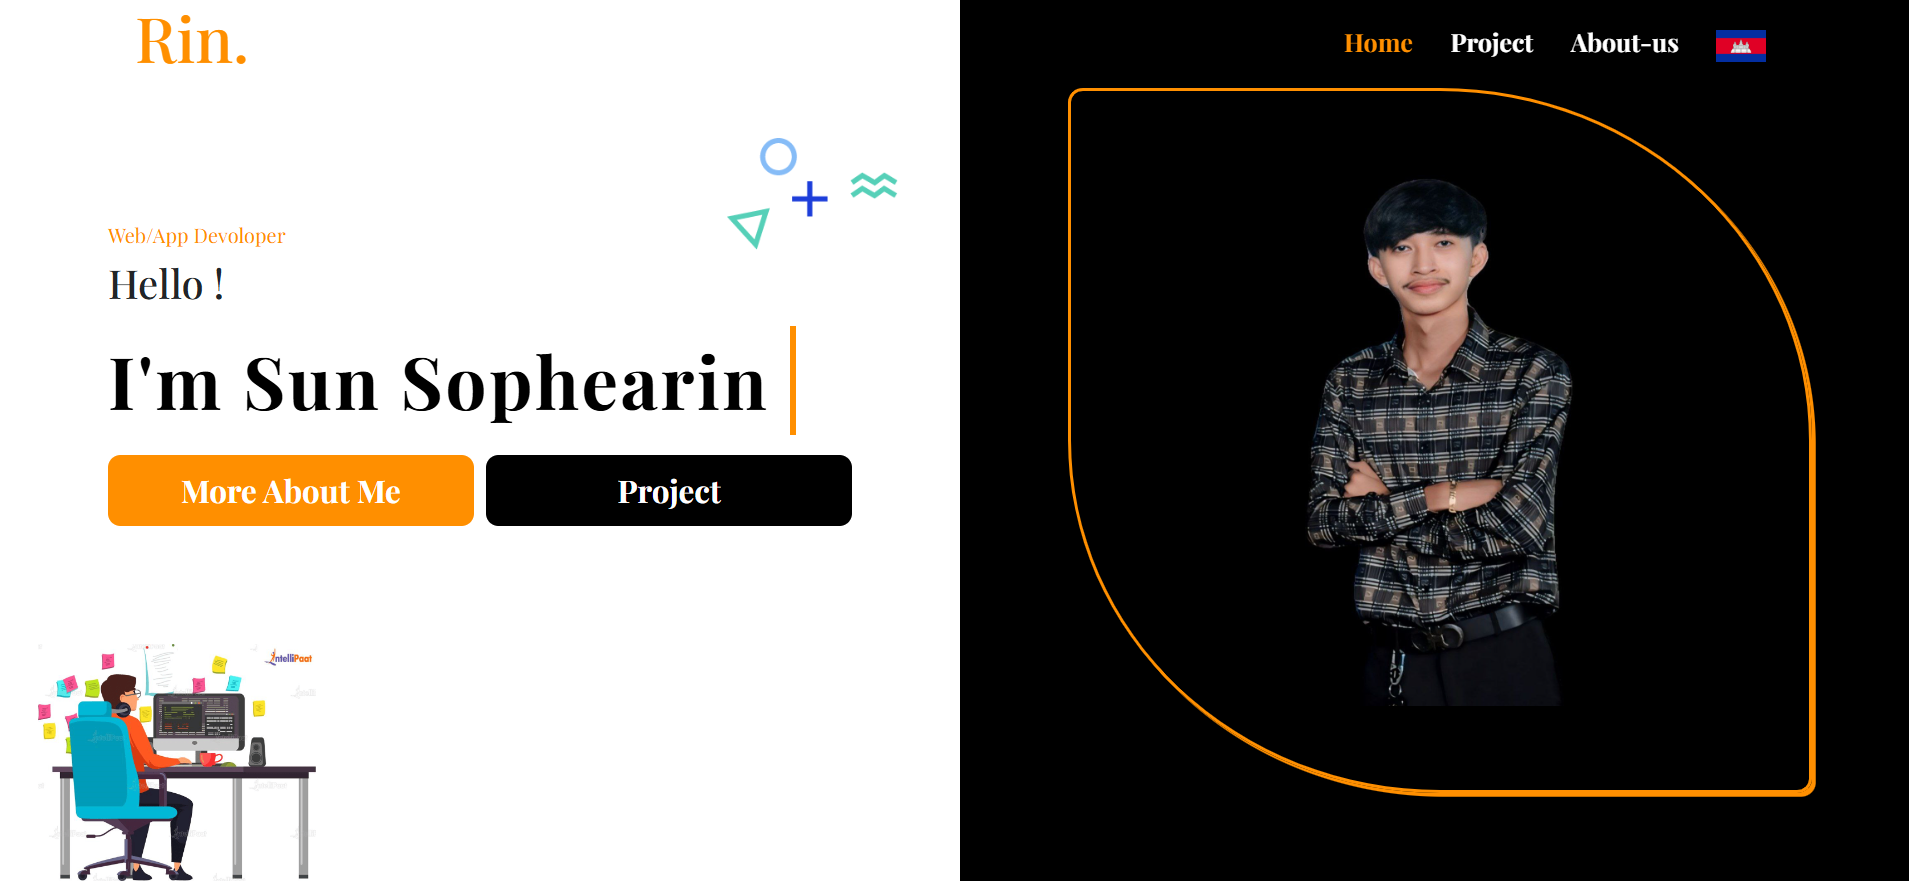 Rin.
Home Project About-us
Web/App Devoloper
Hello !
I'm Sun Sophearin
More About Me
Project
IntelliPaat